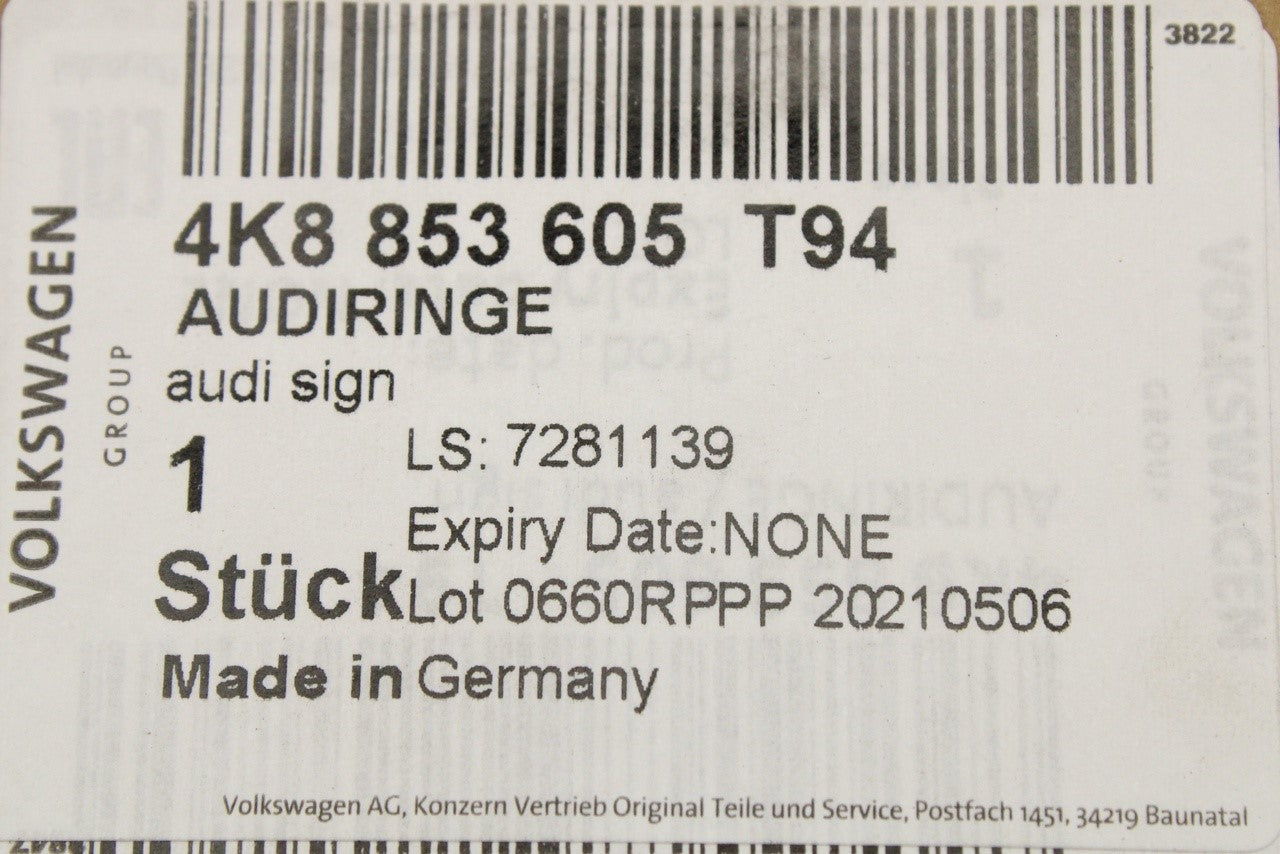 3822
4K8 853 605 T94
AUDIRINGE
audi sign
1
LS: 7281139
Expiry Date:NONE
Stück
Lot 0660RPPP 20210506
Made in Germany
VOLKSWAGEN
GROUP
Volkswagen AG, Konzern Vertrieb Original Teile und Service, Postfach 1451, 34219 Baunatal